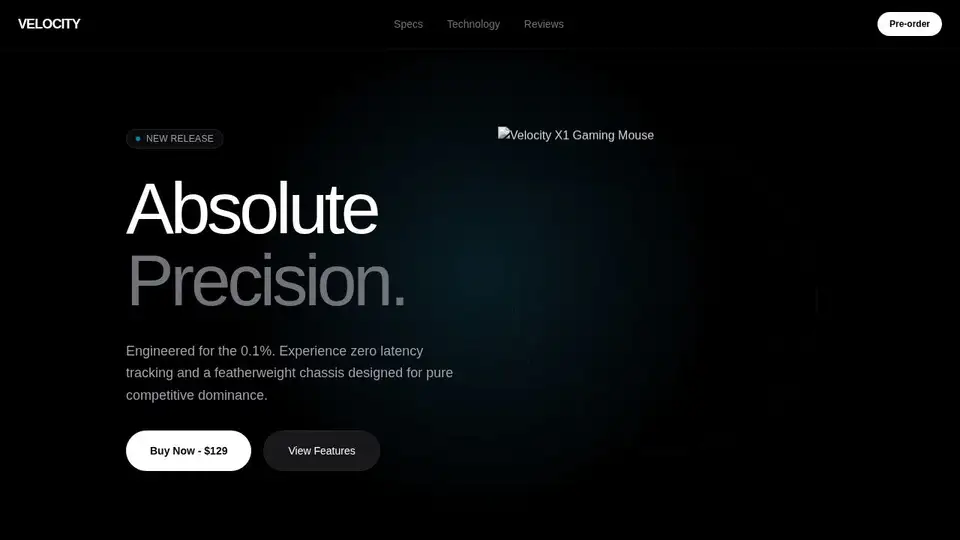 VELOCITY
Specs
Technology
Reviews
Pre-order
NEW RELEASE
Velocity X1 Gaming Mouse
Absolute
Precision.
Engineered for the 0.1%. Experience zero latency
tracking and a featherweight chassis designed for pure
competitive dominance.
Buy Now - $129
View Features